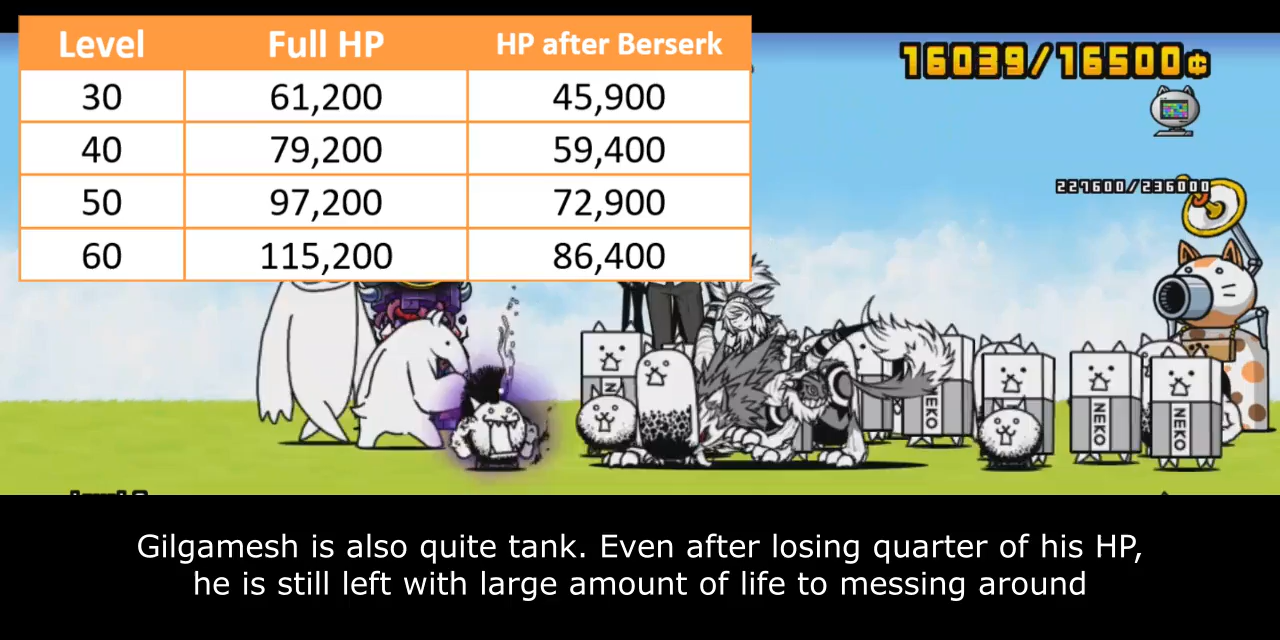 Level Full HP HP after Berserk
30 61,200 45,900
40 79,200 59,400
50 97,200 72,900
60 115,200 86,400
16039/16500¢
227600/236000
NEKO
NEKO
NEKO
Gilgamesh is also quite tank. Even after losing quarter of his HP,
he is still left with large amount of life to messing around